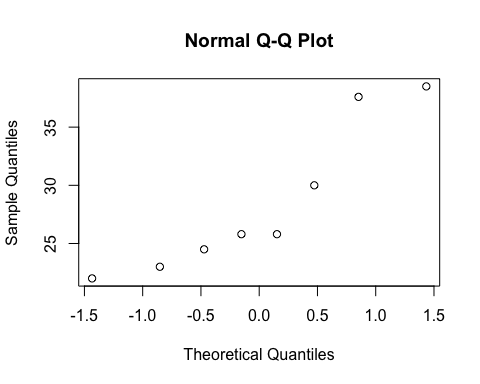 Normal Q-Q Plot
Sample Quantiles
35
30
25
-1.5 -1.0 -0.5 0.0 0.5 1.0 1.5
Theoretical Quantiles